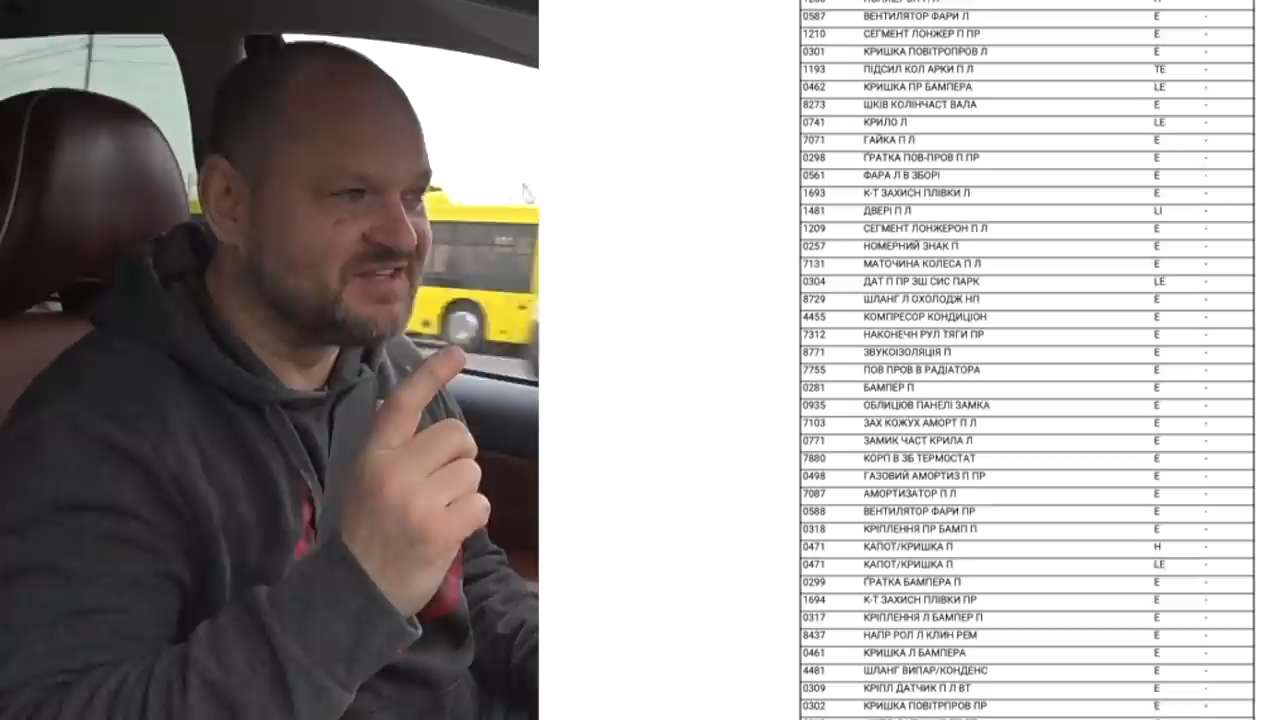 0587 ВЕНТИЛЯТОР ФАРИ Л E -
1210 СЕГМЕНТ ЛОНЖЕР П ПР E -
0301 КРИШКА ПОВІТРОПРОВ Л E -
1193 ПІДСИЛ КОЛ АРКИ П Л TE -
0462 КРИШКА ПР БАМПЕРА LE -
8273 ШКІВ КОЛІНЧАСТ ВАЛА E -
0741 КРИЛО Л LE -
7071 ГАЙКА П Л E -
0298 ҐРАТКА ПОВ-ПРОВ П ПР E -
0561 ФАРА Л В ЗБОРІ E -
1693 К-Т ЗАХИСН ПЛІВКИ Л E -
1481 ДВЕРІ П Л LI -
1209 СЕГМЕНТ ЛОНЖЕРОН П Л E -
0257 НОМЕРНИЙ ЗНАК П E -
7131 МАТОЧИНА КОЛЕСА П Л E -
0304 ДАТ П ПР ЗШ СИС ПАРК LE -
8729 ШЛАНГ Л ОХОЛОДЖ НП E -
4455 КОМПРЕСОР КОНДИЦІОН E -
7312 НАКОНЕЧН РУЛ ТЯГИ ПР E -
8771 ЗВУКОІЗОЛЯЦІЯ П E -
7755 ПОВ ПРОВ В РАДІАТОРА E -
0281 БАМПЕР П E -
0935 ОБЛИЦЮВ ПАНЕЛІ ЗАМКА E -
7103 ЗАХ КОЖУХ АМОРТ П Л E -
0771 ЗАМИК ЧАСТ КРИЛА Л E -
7880 КОРП В ЗБ ТЕРМОСТАТ E -
0498 ГАЗОВИЙ АМОРТИЗ П ПР E -
7087 АМОРТИЗАТОР П Л E -
0588 ВЕНТИЛЯТОР ФАРИ ПР E -
0318 КРІПЛЕННЯ ПР БАМП П E -
0471 КАПОТ/КРИШКА П H -
0471 КАПОТ/КРИШКА П LE -
0299 ҐРАТКА БАМПЕРА П E -
1694 К-Т ЗАХИСН ПЛІВКИ ПР E -
0317 КРІПЛЕННЯ Л БАМПЕР П E -
8437 НАПР РОЛ Л КЛИН РЕМ E -
0461 КРИШКА Л БАМПЕРА E -
4481 ШЛАНГ ВИПАР/КОНДЕНС E -
0309 КРІПЛ ДАТЧИК П Л ВТ E -
0302 КРИШКА ПОВІТРПРОВ ПР E -